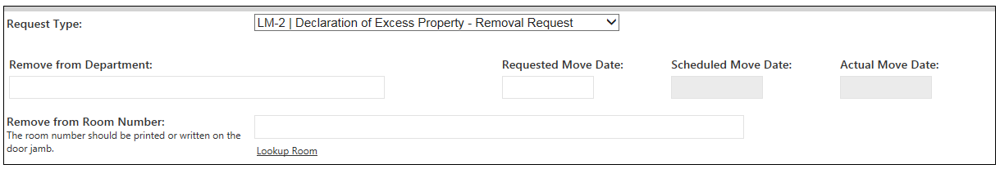 Request Type: LM-2 | Declaration of Excess Property - Removal Request
Remove from Department: Requested Move Date: Scheduled Move Date: Actual Move Date:
Remove from Room Number:
The room number should be printed or written on the
door jamb.
Lookup Room